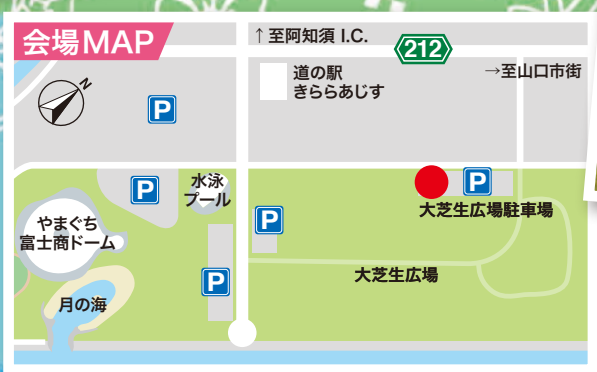 会場MAP
↑至阿知須 I.C.
212
→至山口市街
道の駅
きららあじす
N
P
P
水泳
プール
P
P
P
大芝生広場駐車場
やまぐち
富士商ドーム
大芝生広場
月の海